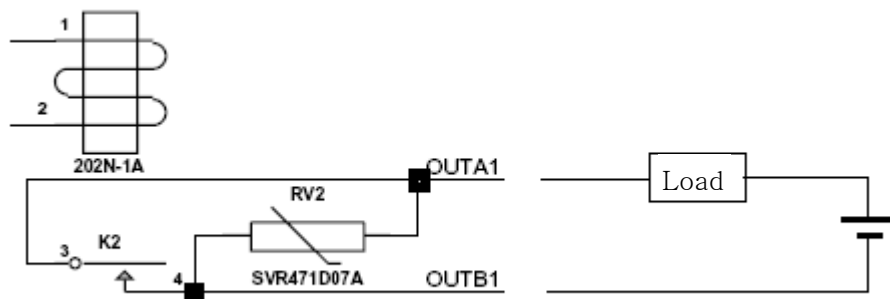 1
2
202N-1A
OUTA1
RV2
Load
K2
3
4
SVR471D07A
OUTB1